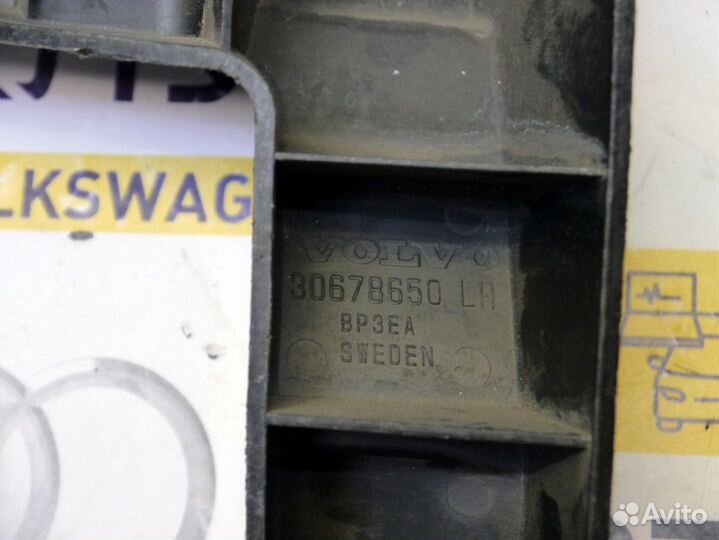 LKSWAG
VOLVO
30678650 LH
BP3EA
SWEDEN
Avito